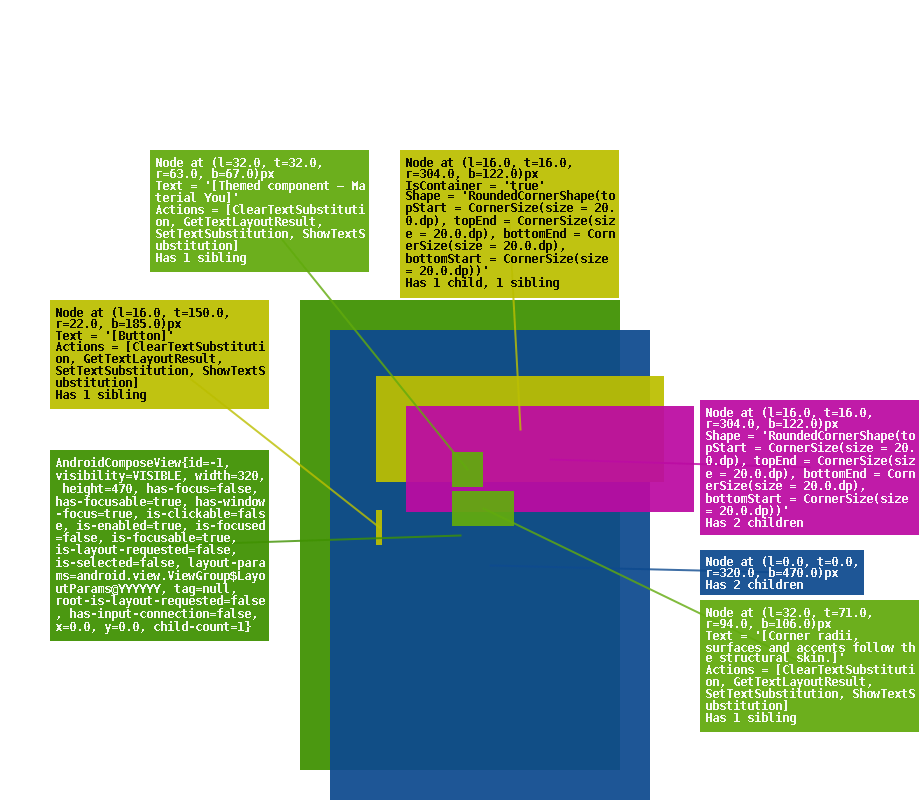 Node at (l=32.0, t=32.0,
r=63.0, b=67.0)px
Text = '[Themed component — Ma
terial You]'
Actions = [ClearTextSubstituti
on, GetTextLayoutResult,
SetTextSubstitution, ShowTextS
ubstitution]
Has 1 sibling
Node at (l=16.0, t=16.0,
r=304.0, b=122.0)px
IsContainer = 'true'
Shape = 'RoundedCornerShape(to
pStart = CornerSize(size = 20.
0.dp), topEnd = CornerSize(siz
e = 20.0.dp), bottomEnd = Corn
erSize(size = 20.0.dp),
bottomStart = CornerSize(size
= 20.0.dp))'
Has 1 child, 1 sibling
Node at (l=16.0, t=150.0,
r=22.0, b=185.0)px
Text = '[Button]'
Actions = [ClearTextSubstituti
on, GetTextLayoutResult,
SetTextSubstitution, ShowTextS
ubstitution]
Has 1 sibling
Node at (l=16.0, t=16.0,
r=304.0, b=122.0)px
Shape = 'RoundedCornerShape(to
pStart = CornerSize(size = 20.
0.dp), topEnd = CornerSize(siz
e = 20.0.dp), bottomEnd = Corn
erSize(size = 20.0.dp),
bottomStart = CornerSize(size
= 20.0.dp))'
Has 2 children
AndroidComposeView{id=-1,
visibility=VISIBLE, width=320,
height=470, has-focus=false,
has-focusable=true, has-window
-focus=true, is-clickable=fals
e, is-enabled=true, is-focused
=false, is-focusable=true,
is-layout-requested=false,
is-selected=false, layout-para
ms=android.view.ViewGroup$Layo
utParams@YYYYYY, tag=null,
root-is-layout-requested=false
, has-input-connection=false,
x=0.0, y=0.0, child-count=1}
Node at (l=0.0, t=0.0,
r=320.0, b=470.0)px
Has 2 children
Node at (l=32.0, t=71.0,
r=94.0, b=106.0)px
Text = '[Corner radii,
surfaces and accents follow th
e structural skin.]'
Actions = [ClearTextSubstituti
on, GetTextLayoutResult,
SetTextSubstitution, ShowTextS
ubstitution]
Has 1 sibling